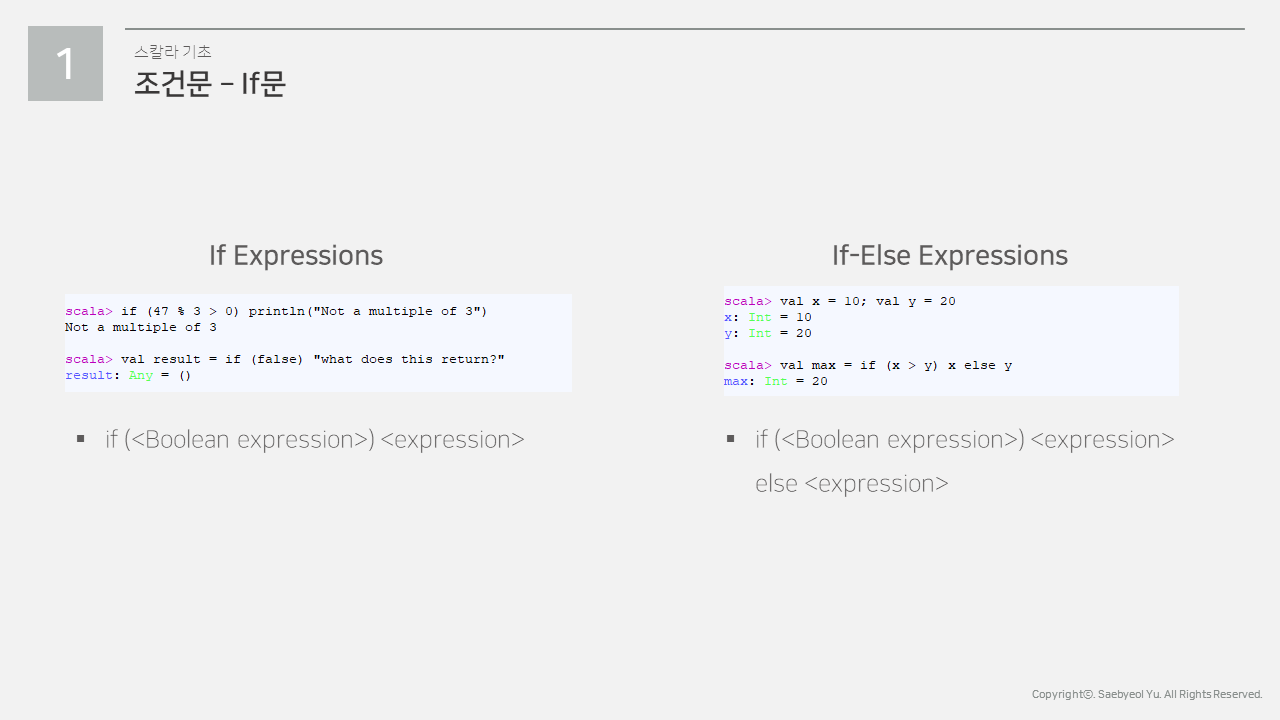 1
스칼라 기초
조건문 – If문
If Expressions
scala> if (47 % 3 > 0) println("Not a multiple of 3")
Not a multiple of 3
scala> val result = if (false) "what does this return?"
result: Any = ()
▪ if (<Boolean expression>) <expression>
If-Else Expressions
scala> val x = 10; val y = 20
x: Int = 10
y: Int = 20
scala> val max = if (x > y) x else y
max: Int = 20
▪ if (<Boolean expression>) <expression>
else <expression>
Copyrightⓒ. Saebyeol Yu. All Rights Reserved.